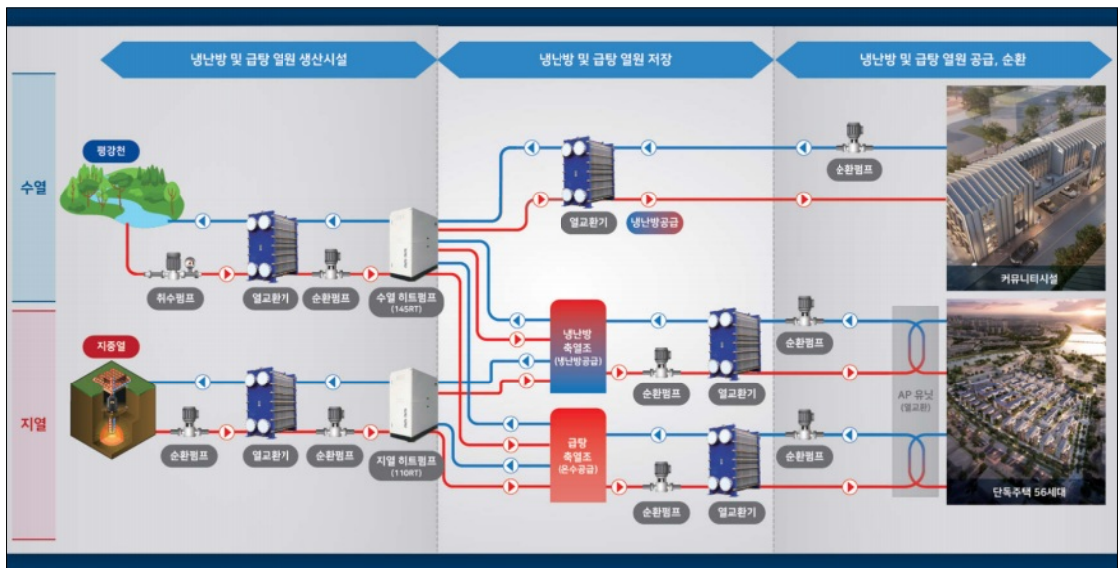 냉난방 및 급탕 열원 생산시설
냉난방 및 급탕 열원 저장
냉난방 및 급탕 열원 공급, 순환
수열
평강천
취수펌프
열교환기
순환펌프
수열 히트펌프
(145RT)
열교환기
냉난방공급
순환펌프
커뮤니티시설
지열
지중열
순환펌프
열교환기
순환펌프
지열 히트펌프
(110RT)
냉난방
축열조
(냉난방공급)
순환펌프
열교환기
순환펌프
급탕
축열조
(온수공급)
순환펌프
열교환기
순환펌프
AP 유닛
(열교환)
단독주택 56세대